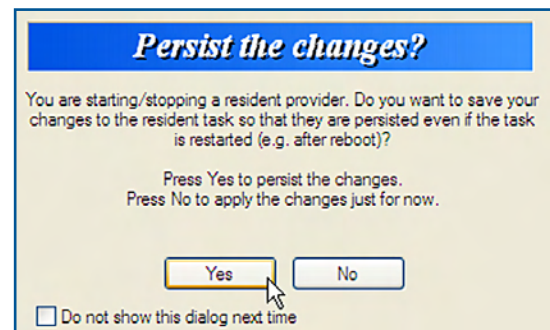 Persist the changes?
You are starting/stopping a resident provider. Do you want to save your
changes to the resident task so that they are persisted even if the task
is restarted (e.g. after reboot)?
Press Yes to persist the changes.
Press No to apply the changes just for now.
Yes No
Do not show this dialog next time